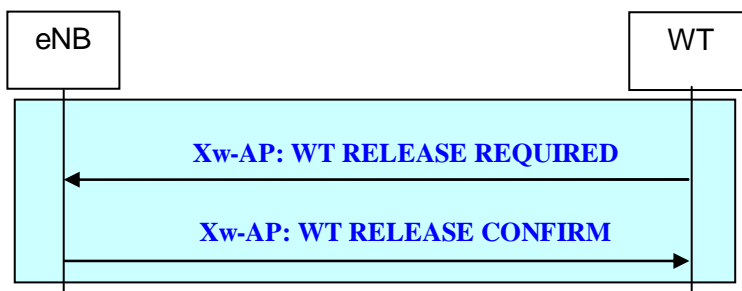 eNB
WT
Xw-AP: WT RELEASE REQUIRED
Xw-AP: WT RELEASE CONFIRM